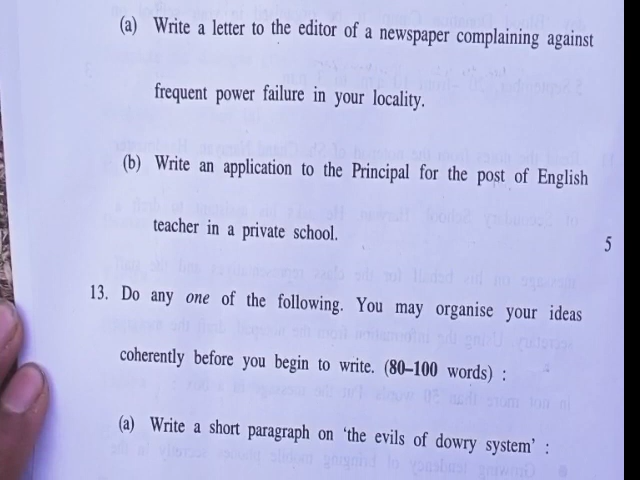 (a) Write a letter to the editor of a newspaper complaining against
frequent power failure in your locality.
(b) Write an application to the Principal for the post of English
teacher in a private school.
5
13. Do any one of the following. You may organise your ideas
coherently before you begin to write. (80–100 words) :
(a) Write a short paragraph on ‘the evils of dowry system’ :